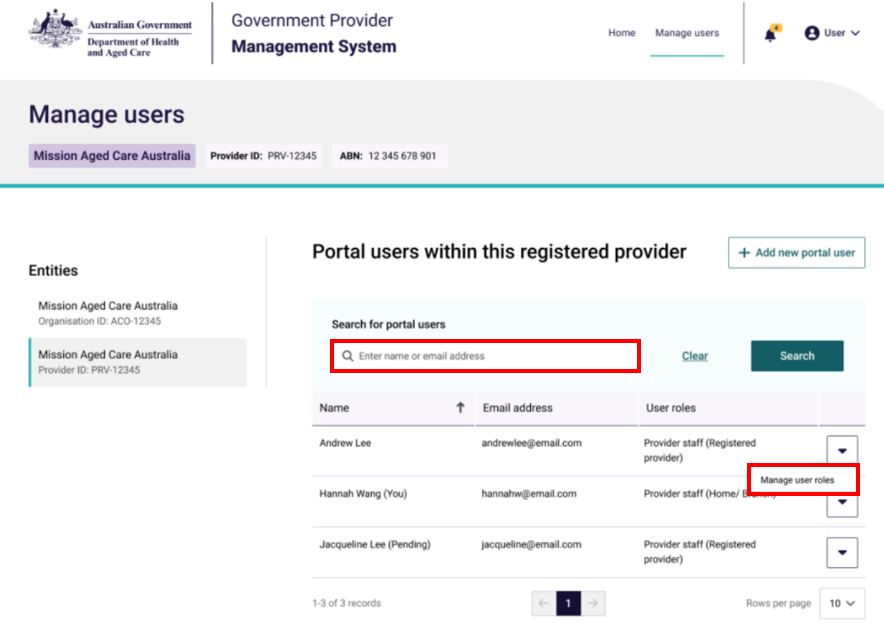 Australian Government
Department of Health
and Aged Care
Government Provider
Management System
Home
Manage users
4
User
Manage users
Mission Aged Care Australia
Provider ID: PRV-12345
ABN: 12 345 678 901
Entities
Mission Aged Care Australia
Organisation ID: ACO-12345
Mission Aged Care Australia
Provider ID: PRV-12345
Portal users within this registered provider
+ Add new portal user
Search for portal users
Enter name or email address
Clear
Search
Name
Email address
User roles
Andrew Lee
andrewlee@email.com
Provider staff (Registered
provider)
Manage user roles
Hannah Wang (You)
hannahw@email.com
Provider staff (Home/
Jacqueline Lee (Pending)
jacqueline@email.com
Provider staff (Registered
provider)
1-3 of 3 records
1
Rows per page
10